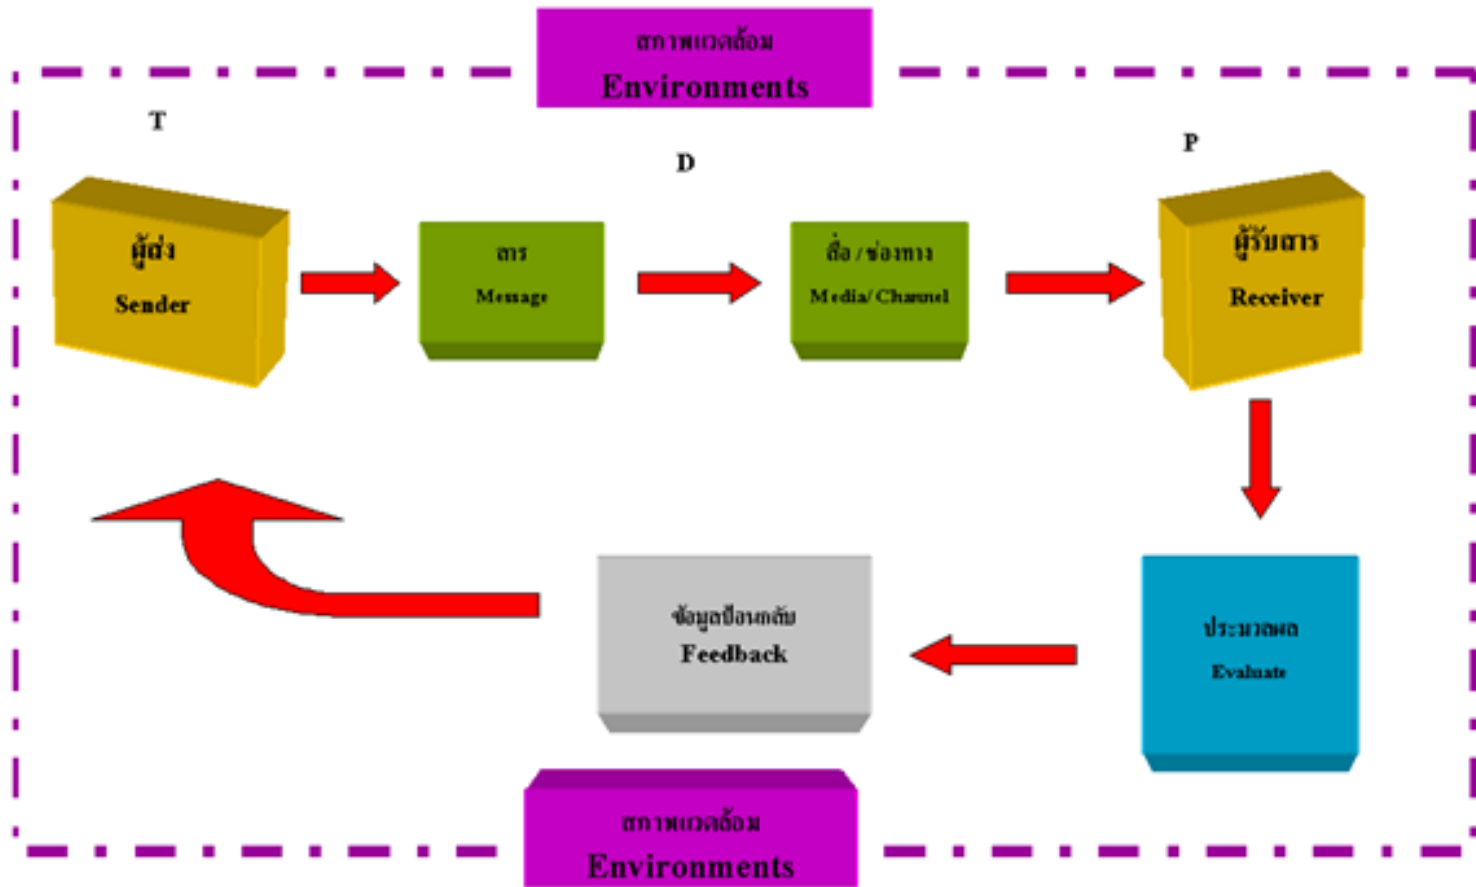 สภาพแวดล้อม
Environments
T
D
P
ผู้ส่ง
Sender
สาร
Message
สื่อ / ช่องทาง
Media/ Channel
ผู้รับสาร
Receiver
ข้อมูลป้อนกลับ
Feedback
ประมวลผล
Evaluate
สภาพแวดล้อม
Environments